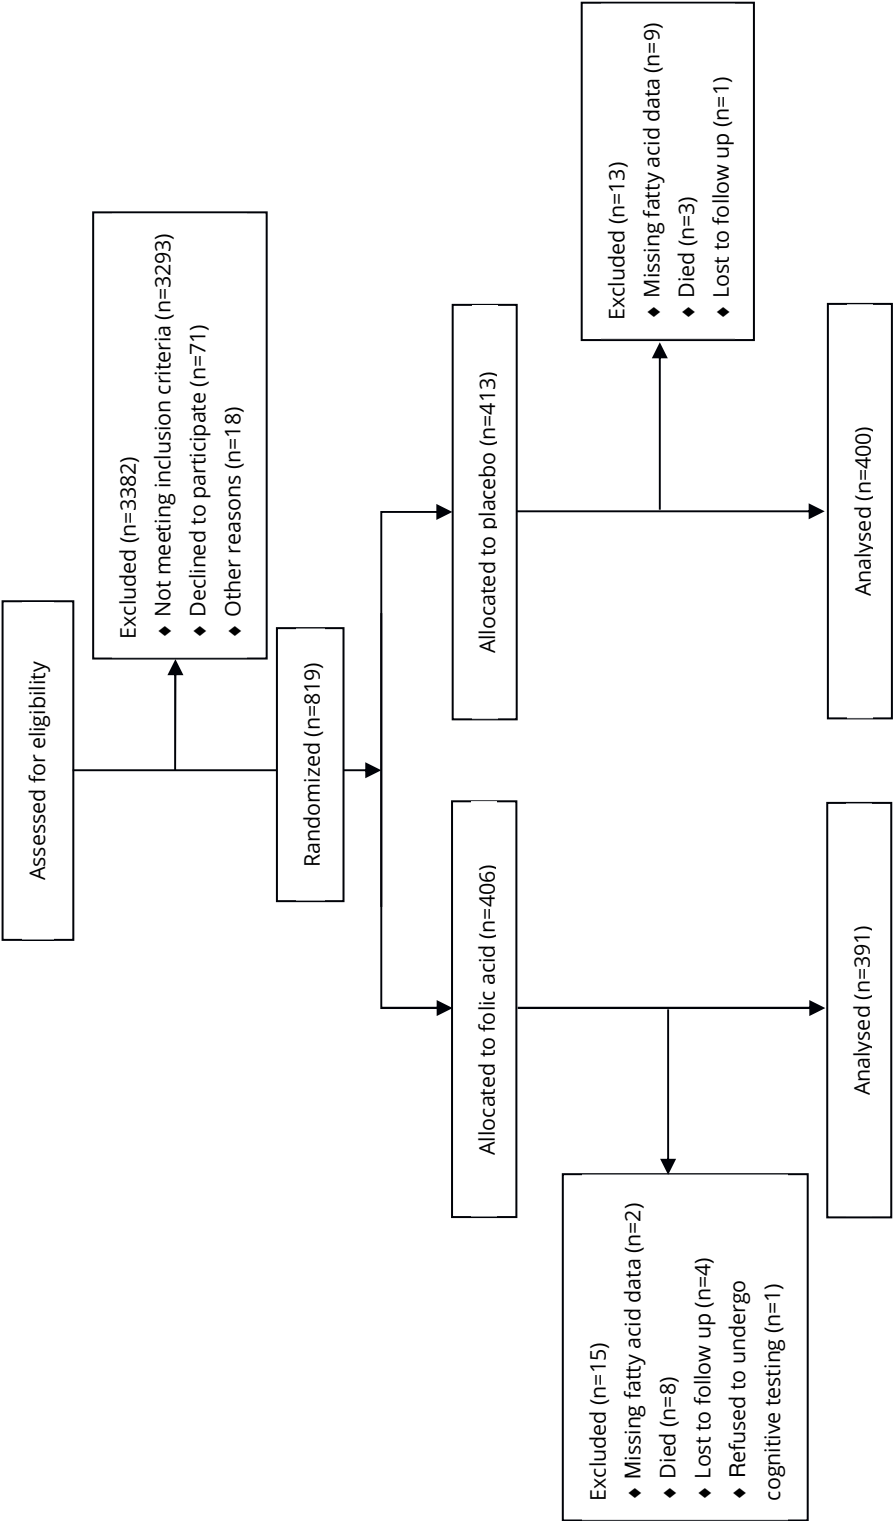 Assessed for eligibility
Excluded (n=3382)
♦ Not meeting inclusion criteria (n=3293)
♦ Declined to participate (n=71)
♦ Other reasons (n=18)
Randomized (n=819)
Allocated to folic acid (n=406)
Allocated to placebo (n=413)
Excluded (n=15)
♦ Missing fatty acid data (n=2)
♦ Died (n=8)
♦ Lost to follow up (n=4)
♦ Refused to undergo
cognitive testing (n=1)
Excluded (n=13)
♦ Missing fatty acid data (n=9)
♦ Died (n=3)
♦ Lost to follow up (n=1)
Analysed (n=391)
Analysed (n=400)